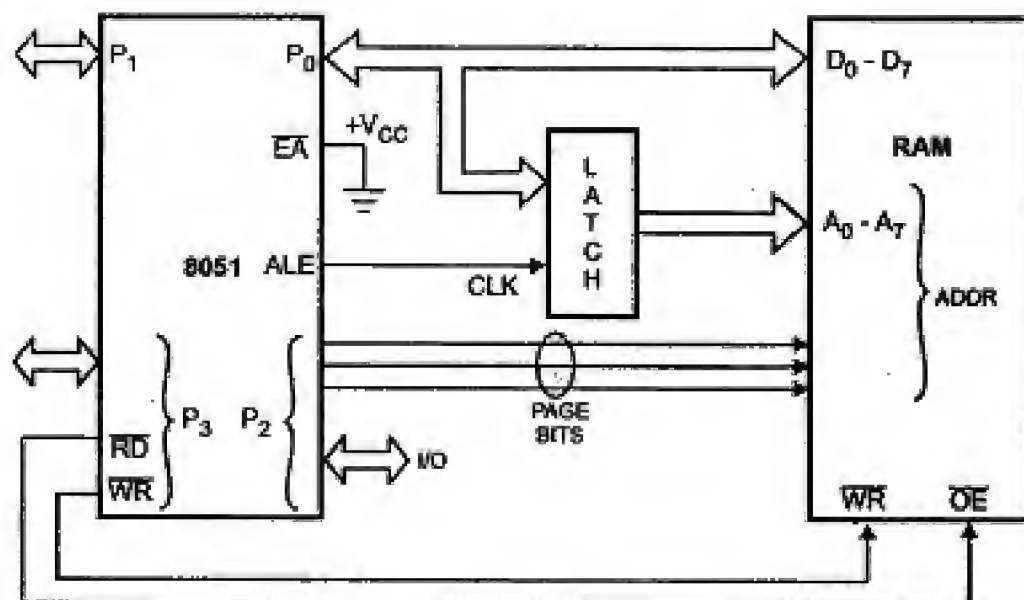 P1
P0
D0 - D7
+VCC
EA
RAM
LATCH
A0 - A7
8051
ALE
CLK
ADDR
PAGE
BITS
P3
P2
RD
I/O
WR
WR
OE